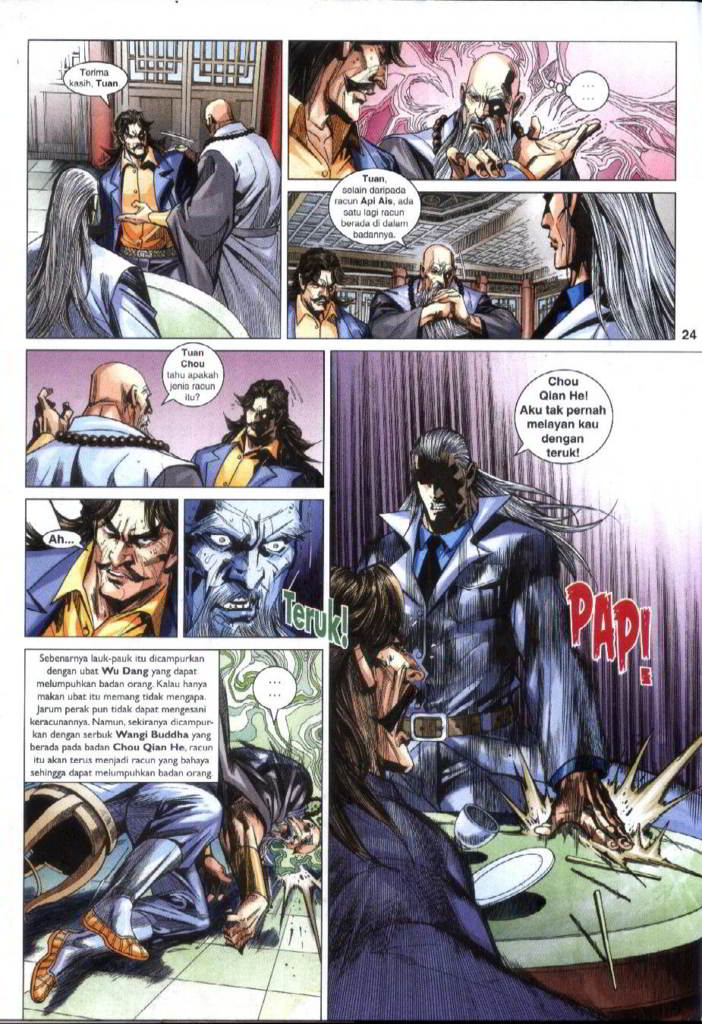 Terima
kasih, Tuan
...
...
Tuan,
selain daripada
racun Api Ais, ada
satu lagi racun
berada di dalam
badannya.
24
Tuan
Chou
tahu apakah
jenis racun
itu?
Chou
Qian He!
Aku tak pernah
melayan kau
dengan
teruk!
Ah...
Teruk!
PAP!
Sebenarnya lauk-pauk itu dicampurkan
dengan ubat Wu Dang yang dapat
melumpuhkan badan orang. Kalau hanya
makan ubat itu memang tidak mengapa.
Jarum perak pun tidak dapat mengesani
keracunannya. Namun, sekiranya dicampur-
kan dengan serbuk Wangi Buddha yang
berada pada badan Chou Qian He, racun
itu akan terus menjadi racun yang bahaya
sehingga dapat melumpuhkan badan orang.
...
...